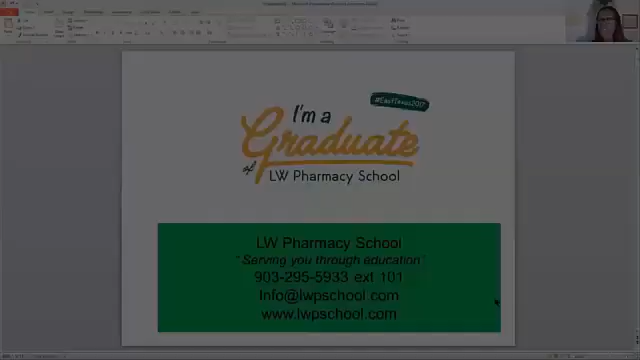 #EastTexas2017
I'm a
Graduate
of LW Pharmacy School
LW Pharmacy School
"Serving you through education"
903-295-5933 ext 101
Info@lwpschool.com
www.lwpschool.com